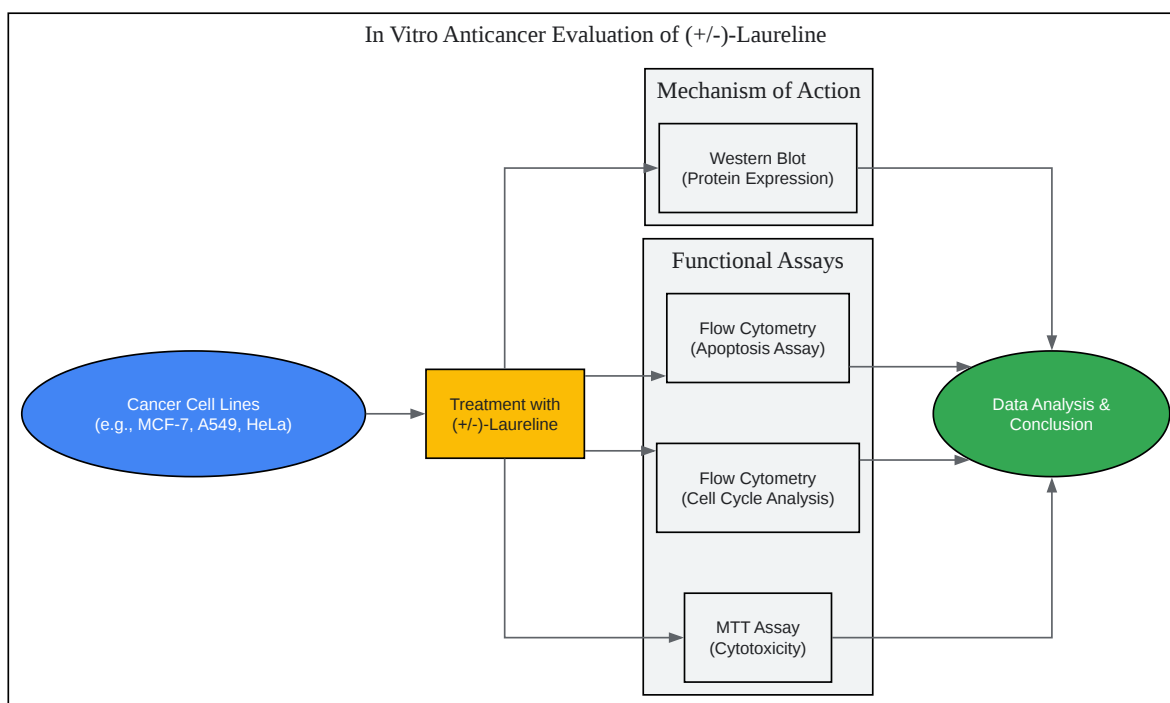 In Vitro Anticancer Evaluation of (+/-)-Laureline
Mechanism of Action
Western Blot
(Protein Expression)
Functional Assays
Flow Cytometry
(Apoptosis Assay)
Cancer Cell Lines
(e.g., MCF-7, A549, HeLa)
Treatment with
(+/-)-Laureline
Data Analysis &
Conclusion
Flow Cytometry
(Cell Cycle Analysis)
MTT Assay
(Cytotoxicity)